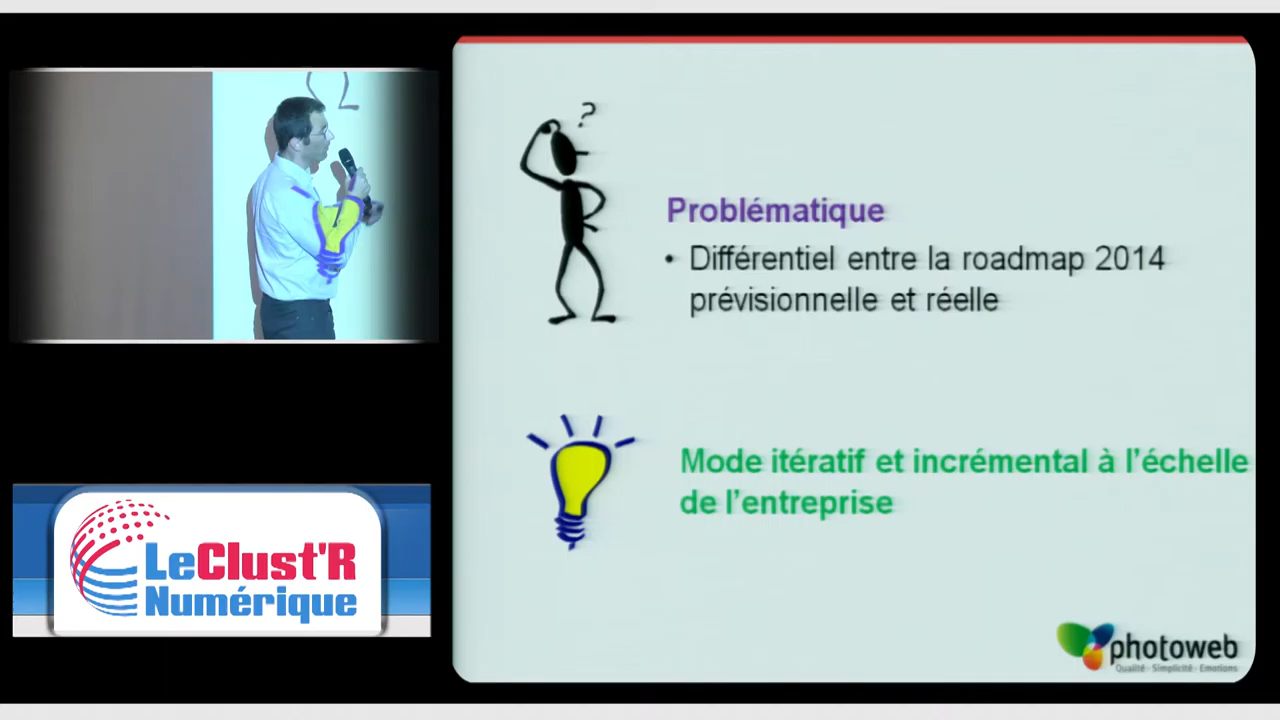 ?
Problématique
• Différentiel entre la roadmap 2014
prévisionnelle et réelle
Mode itératif et incrémental à l'échelle
de l'entreprise
LeClust'R
Numérique
photoweb
Qualité · Simplicité · Emotions